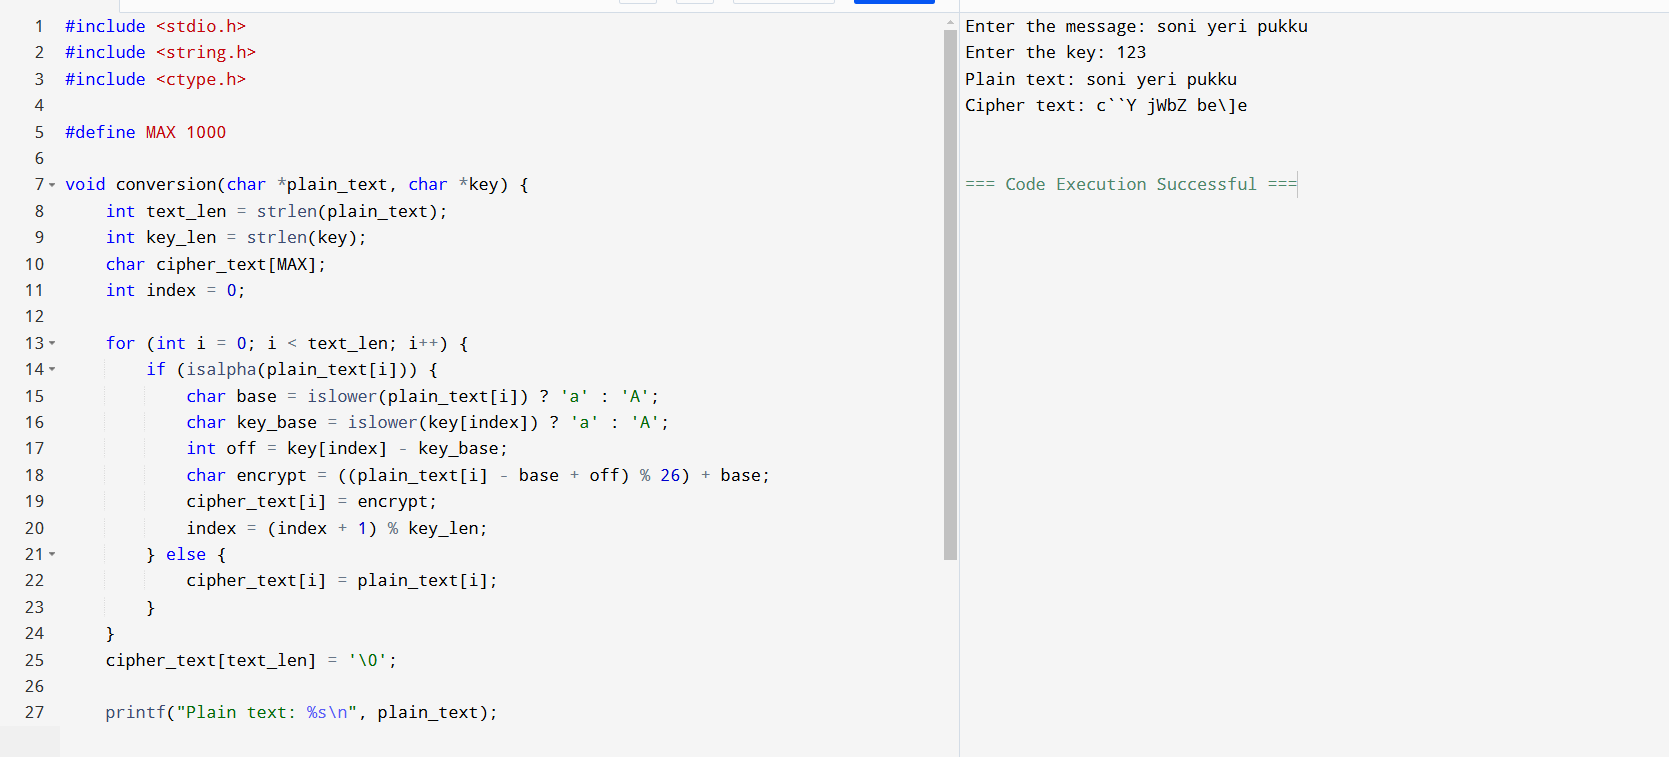 1 #include <stdio.h>
2 #include <string.h>
3 #include <ctype.h>
4
5 #define MAX 1000
6
7 void conversion(char *plain_text, char *key) {
8     int text_len = strlen(plain_text);
9     int key_len = strlen(key);
10     char cipher_text[MAX];
11     int index = 0;
12
13     for (int i = 0; i < text_len; i++) {
14         if (isalpha(plain_text[i])) {
15             char base = islower(plain_text[i]) ? 'a' : 'A';
16             char key_base = islower(key[index]) ? 'a' : 'A';
17             int off = key[index] - key_base;
18             char encrypt = ((plain_text[i] - base + off) % 26) + base;
19             cipher_text[i] = encrypt;
20             index = (index + 1) % key_len;
21         } else {
22             cipher_text[i] = plain_text[i];
23         }
24     }
25     cipher_text[text_len] = '\0';
26
27     printf("Plain text: %s\n", plain_text);
Enter the message: soni yeri pukku
Enter the key: 123
Plain text: soni yeri pukku
Cipher text: c``Y jWbZ be\]e
=== Code Execution Successful ===